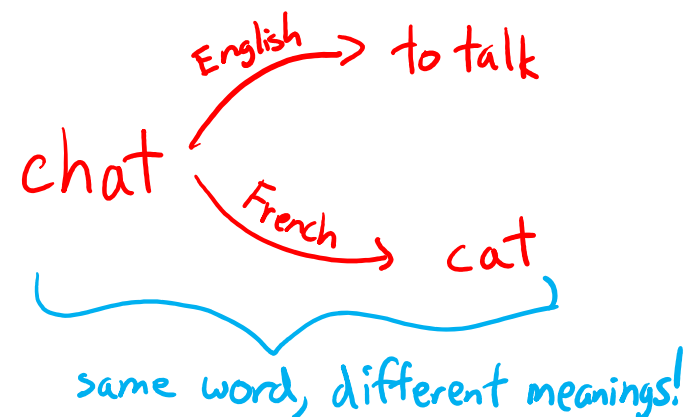 English
to talk
chat
French
cat
same word, different meanings!